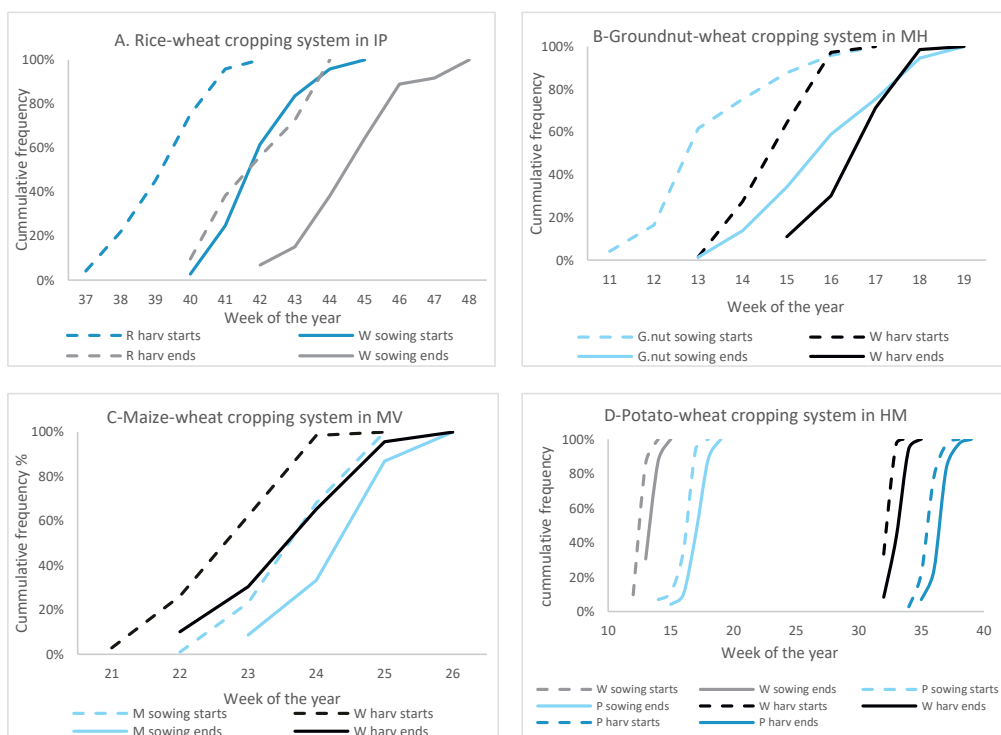 A. Rice-wheat cropping system in IP
Cummulative frequency
100%
80%
60%
40%
20%
0%
37 38 39 40 41 42 43 44 45 46 47 48
Week of the year
R harv starts W sowing starts
R harv ends W sowing ends
B-Groundnut-wheat cropping system in MH
Cummulative frequency
100%
80%
60%
40%
20%
0%
11 12 13 14 15 16 17 18 19
Week of the year
G.nut sowing starts W harv starts
G.nut sowing ends W harv ends
C-Maize-wheat cropping system in MV
Cummulative %
100%
80%
60%
40%
20%
0%
21 22 23 24 25 26
Week of the year
M sowing starts W harv starts
M sowing ends W harv ends
D-Potato-wheat cropping system in HM
cummulative frequency
100%
80%
60%
40%
20%
0%
10 15 20 25 30 35 40
Week of the year
W sowing starts W sowing ends P sowing starts
P sowing ends W harv starts W harv ends
P harv starts P harv ends